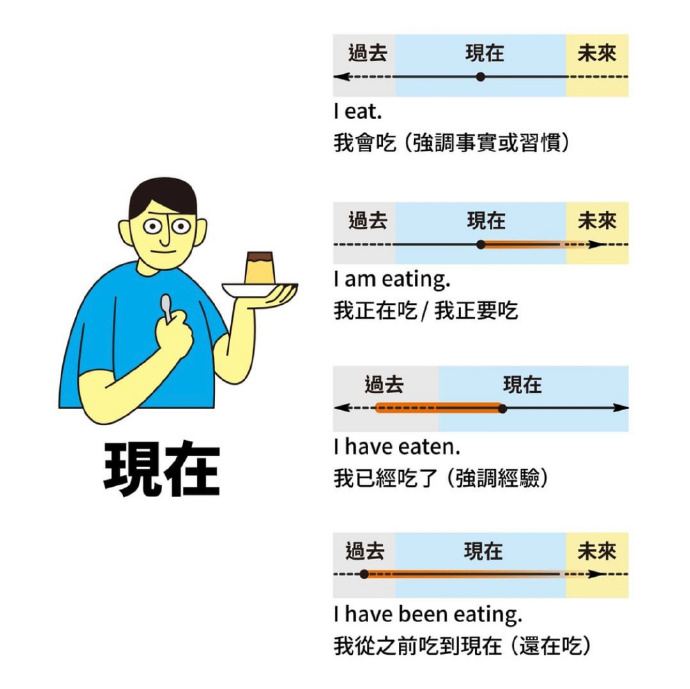 現在
過去 現在 未來
I eat.
我會吃（強調事實或習慣）
過去 現在 未來
I am eating.
我正在吃 / 我正要吃
過去 現在
I have eaten.
我已經吃了（強調經驗）
過去 現在 未來
I have been eating.
我從之前吃到現在（還在吃）